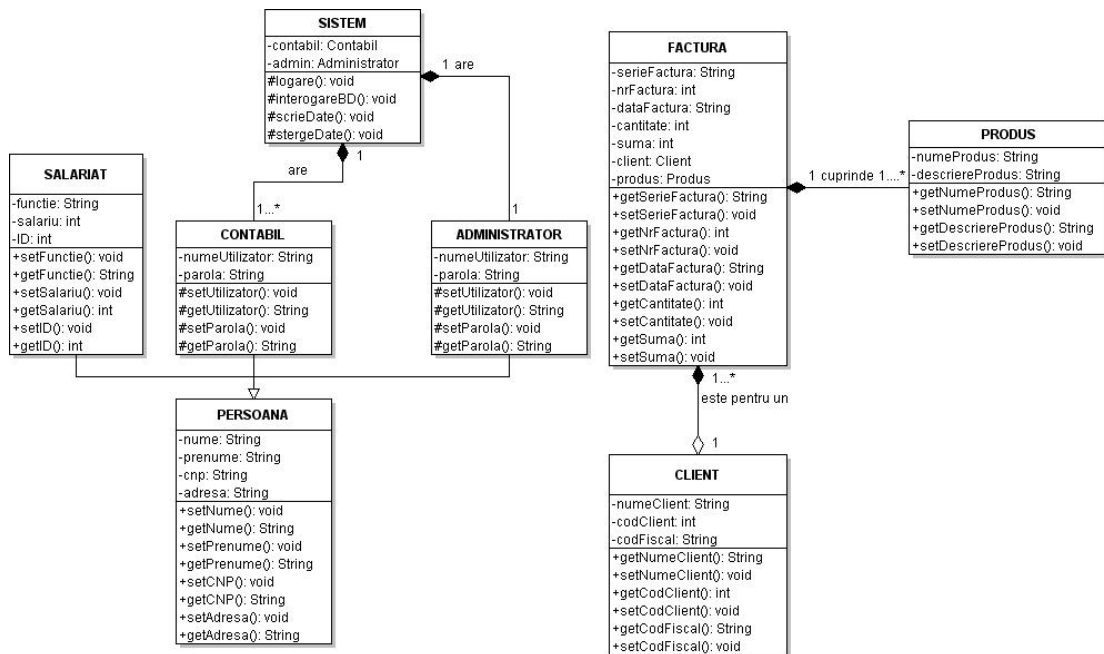 SISTEM
-contabil: Contabil
-admin: Administrator
#logare(): void
#interogareBD(): void
#scrieDate(): void
#stergeDate(): void
1 are
1
are
1...*
1
SALARIAT
-functie: String
-salariu: int
-ID: int
+setFunctie(): void
+getFunctie(): String
+setSalariu(): void
+getSalariu(): int
+setID(): void
+getID(): int
CONTABIL
-numeUtilizator: String
-parola: String
#setUtilizator(): void
#getUtilizator(): String
#setParola(): void
#getParola(): String
ADMINISTRATOR
-numeUtilizator: String
-parola: String
#setUtilizator(): void
#getUtilizator(): String
#setParola(): void
#getParola(): String
PERSOANA
-nume: String
-prenume: String
-cnp: String
-adresa: String
+setNume(): void
+getNume(): String
+setPrenume(): void
+getPrenume(): String
+setCNP(): void
+getCNP(): String
+setAdresa(): void
+getAdresa(): String
FACTURA
-serieFactura: String
-nrFactura: int
-dataFactura: String
-cantitate: int
-suma: int
-client: Client
-produs: Produs
+getSerieFactura(): String
+setSerieFactura(): void
+getNrFactura(): int
+setNrFactura(): void
+getDataFactura(): String
+setDataFactura(): void
+getCantitate(): int
+setCantitate(): void
+getSuma(): int
+setSuma(): void
1 cuprinde 1....*
PRODUS
-numeProdus: String
-descriereProdus: String
+getNumeProdus(): String
+setNumeProdus(): void
+getDescriereProdus(): String
+setDescriereProdus(): void
1...*
este pentru un
1
CLIENT
-numeClient: String
-codClient: int
-codFiscal: String
+getNumeClient(): String
+setNumeClient(): void
+getCodClient(): int
+setCodClient(): void
+getCodFiscal(): String
+setCodFiscal(): void